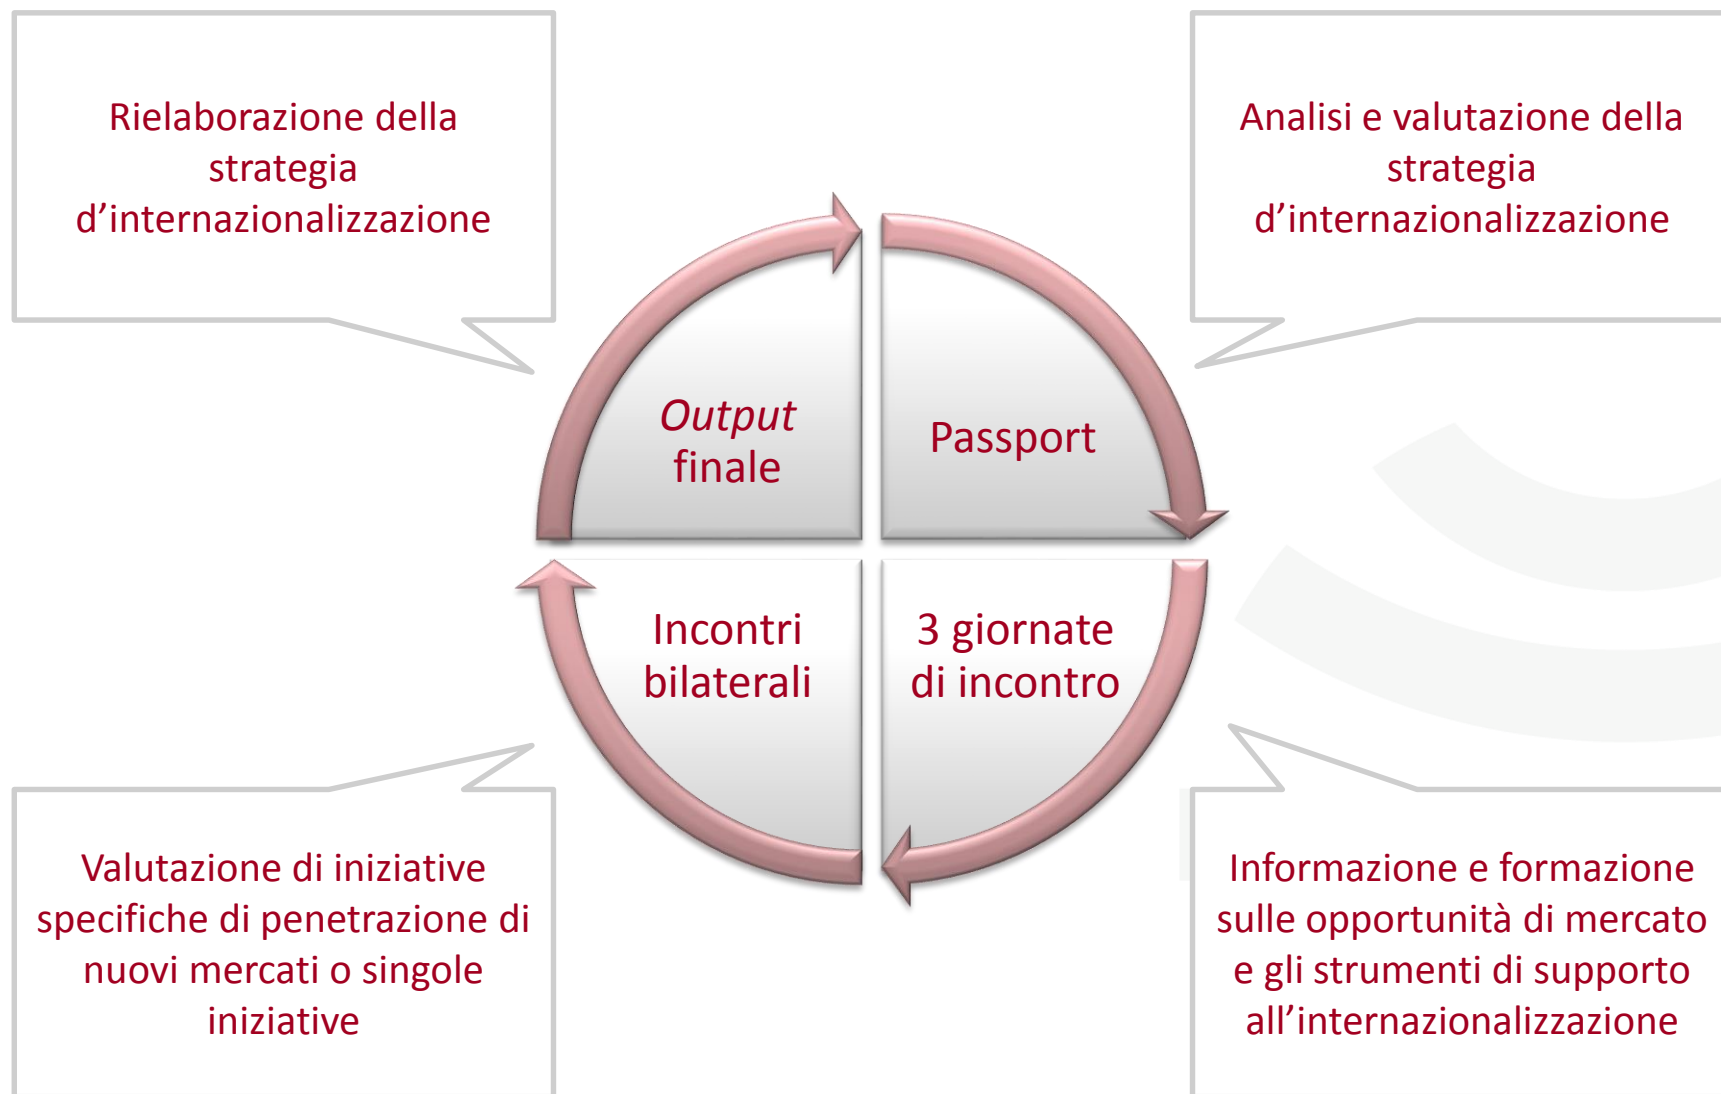 Rielaborazione della
strategia
d’internazionalizzazione
Analisi e valutazione della
strategia
d’internazionalizzazione
Output
finale
Passport
Incontri
bilaterali
3 giornate
di incontro
Valutazione di iniziative
specifiche di penetrazione di
nuovi mercati o singole
iniziative
Informazione e formazione
sulle opportunità di mercato
e gli strumenti di supporto
all’internazionalizzazione